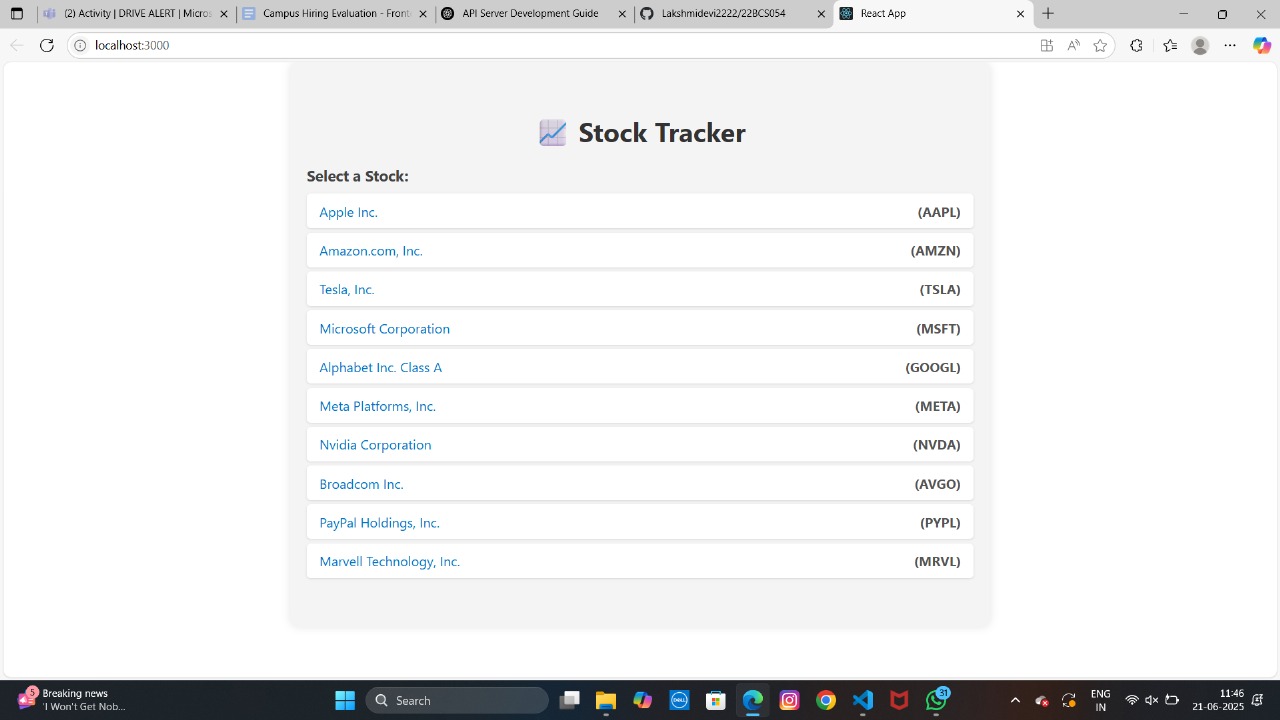 (2) Activity | DRIVE ALERT | Micros
Campus Hiring Evaluation - Front
API Server Development Guide
Lakshmidevi2222/22BCS054
React App
localhost:3000
Stock Tracker
Select a Stock:
Apple Inc. (AAPL)
Amazon.com, Inc. (AMZN)
Tesla, Inc. (TSLA)
Microsoft Corporation (MSFT)
Alphabet Inc. Class A (GOOGL)
Meta Platforms, Inc. (META)
Nvidia Corporation (NVDA)
Broadcom Inc. (AVGO)
PayPal Holdings, Inc. (PYPL)
Marvell Technology, Inc. (MRVL)
5
Breaking news
'I Won't Get Nob...
Search
DELL
31
ENG
IN
11:46
21-06-2025